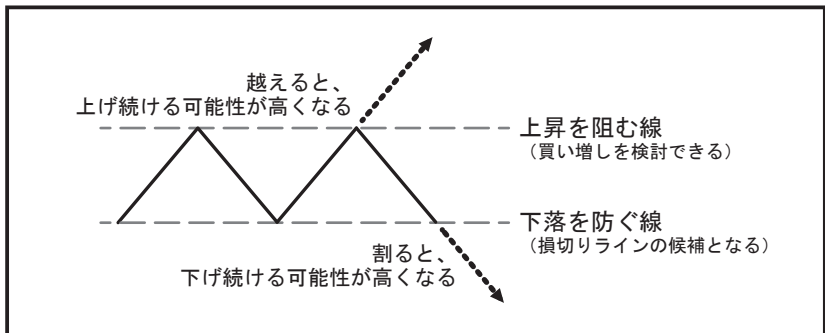 越えると、
上げ続ける可能性が高くなる
上昇を阻む線
（買い増しを検討できる）
下落を防ぐ線
（損切りラインの候補となる）
割ると、
下げ続ける可能性が高くなる